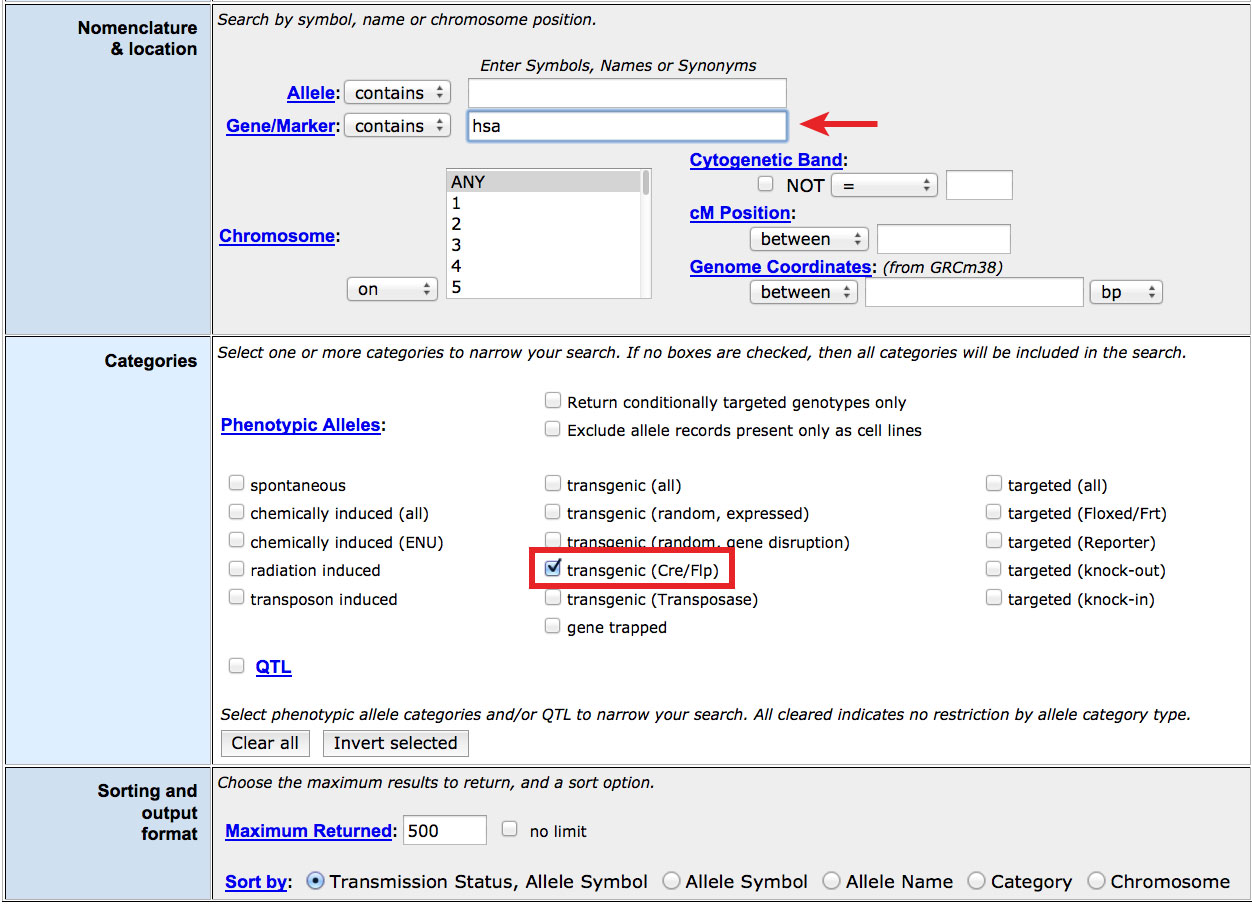 Nomenclature
& location
Search by symbol, name or chromosome position.
Enter Symbols, Names or Synonyms
Allele: contains
Gene/Marker: contains hsa
Chromosome: on
ANY
1
2
3
4
5
Cytogenetic Band:
NOT =
cM Position:
between
Genome Coordinates: (from GRCm38)
between bp
Categories
Select one or more categories to narrow your search. If no boxes are checked, then all categories will be included in the search.
Phenotypic Alleles:
Return conditionally targeted genotypes only
Exclude allele records present only as cell lines
spontaneous
chemically induced (all)
chemically induced (ENU)
radiation induced
transposon induced
transgenic (all)
transgenic (random, expressed)
transgenic (random, gene disruption)
transgenic (Cre/Flp)
transgenic (Transposase)
gene trapped
targeted (all)
targeted (Floxed/Frt)
targeted (Reporter)
targeted (knock-out)
targeted (knock-in)
QTL
Select phenotypic allele categories and/or QTL to narrow your search. All cleared indicates no restriction by allele category type.
Clear all Invert selected
Sorting and
output
format
Choose the maximum results to return, and a sort option.
Maximum Returned: 500 no limit
Sort by: Transmission Status, Allele Symbol Allele Symbol Allele Name Category Chromosome